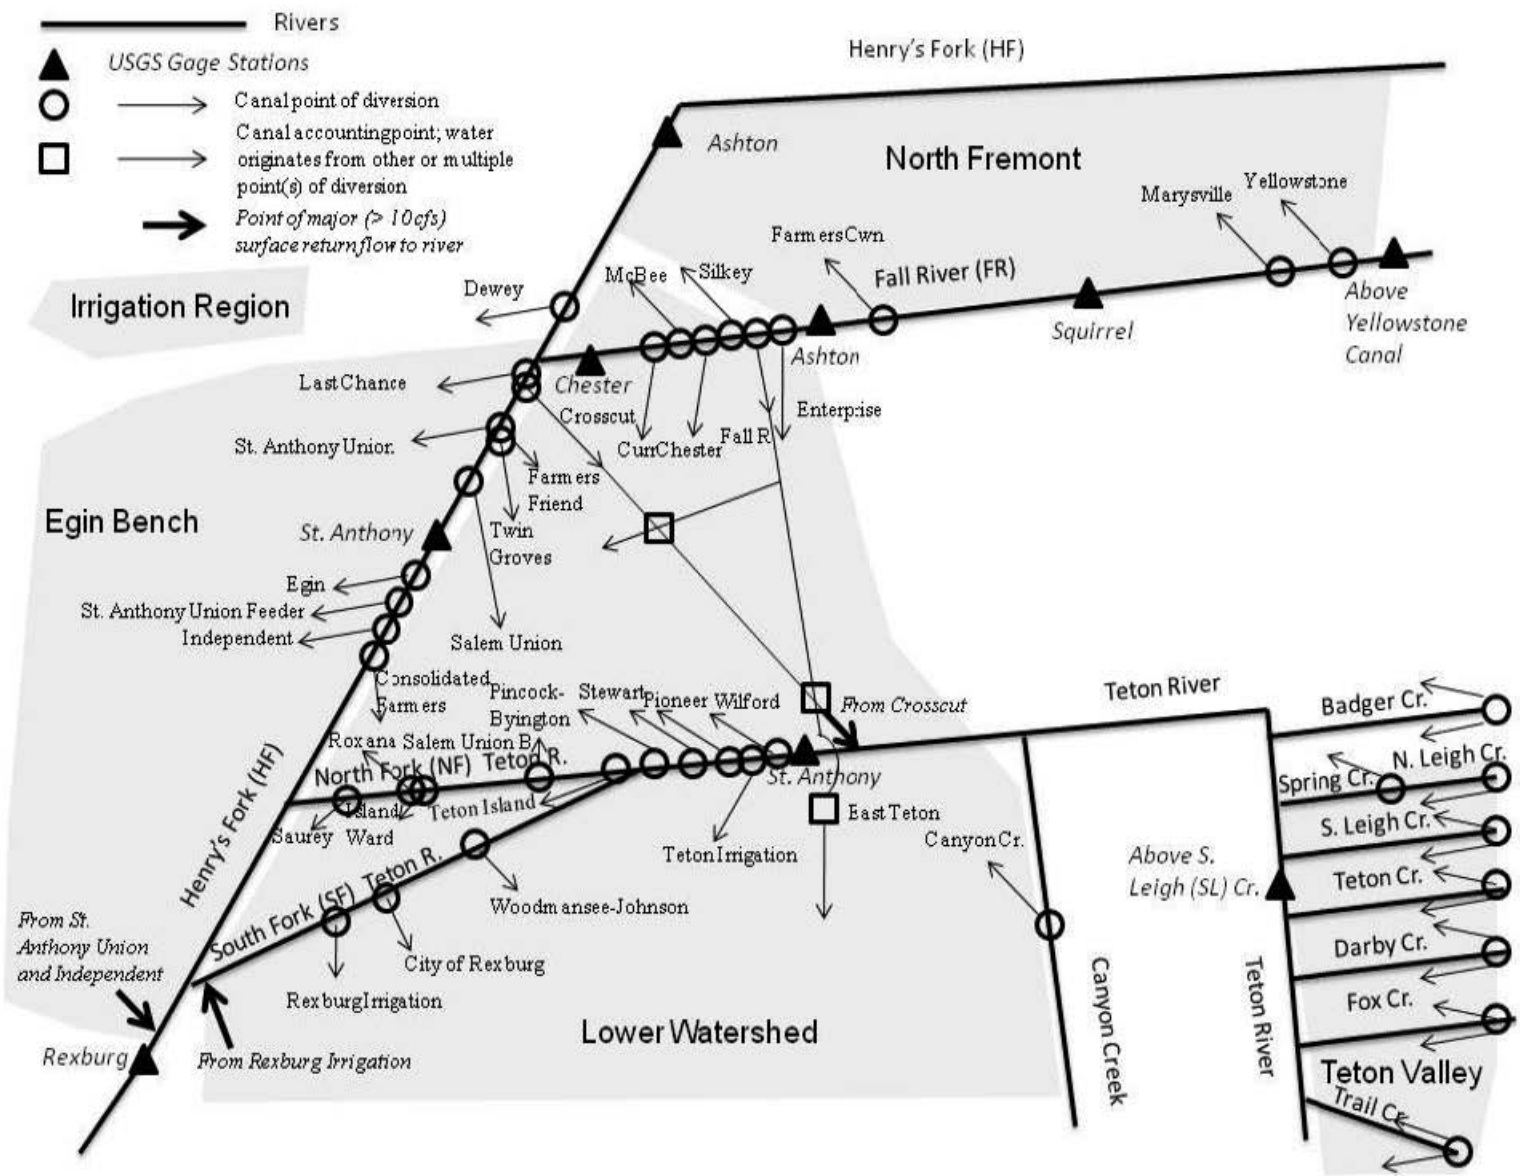 Rivers
USGS Gage Stations
Canal point of diversion
Canal accounting point; water
originates from other or multiple
point(s) of diversion
Point of major (> 10 cfs)
surface return flow to river
Irrigation Region
Henry's Fork (HF)
Ashton
North Fremont
Marysville
Yellowstone
FarmersCwn
Fall River (FR)
McBee
Silkey
Dewey
Above
Yellowstone
Canal
Squirrel
Ashton
Chester
Last Chance
Crosscut
Enterprise
CurrChester
Fall R
St. Anthony Union
Farmers
Friend
Egin Bench
St. Anthony
Twin
Groves
Egin
St. Anthony Union Feeder
Independent
Salem Union
Consolidated
Farmers
Pincock-
Byington
Stewart
Pioneer
Wilford
From Crosscut
Teton River
Badger Cr.
Roxana
Salem Union B
North Fork (NF) Teton R.
St. Anthony
N. Leigh Cr.
Spring Cr.
Henry's Fork (HF)
Saurey
Island
Ward
Teton Island
East Teton
S. Leigh Cr.
Teton Irrigation
Canyon Cr.
Above S.
Leigh (SL) Cr.
Teton Cr.
South Fork (SF) Teton R.
Woodmansee-Johnson
From St.
Anthony Union
and Independent
City of Rexburg
Darby Cr.
Rexburg Irrigation
Fox Cr.
Canyon Creek
Teton River
Lower Watershed
Rexburg
From Rexburg Irrigation
Teton Valley
Trail Cr.